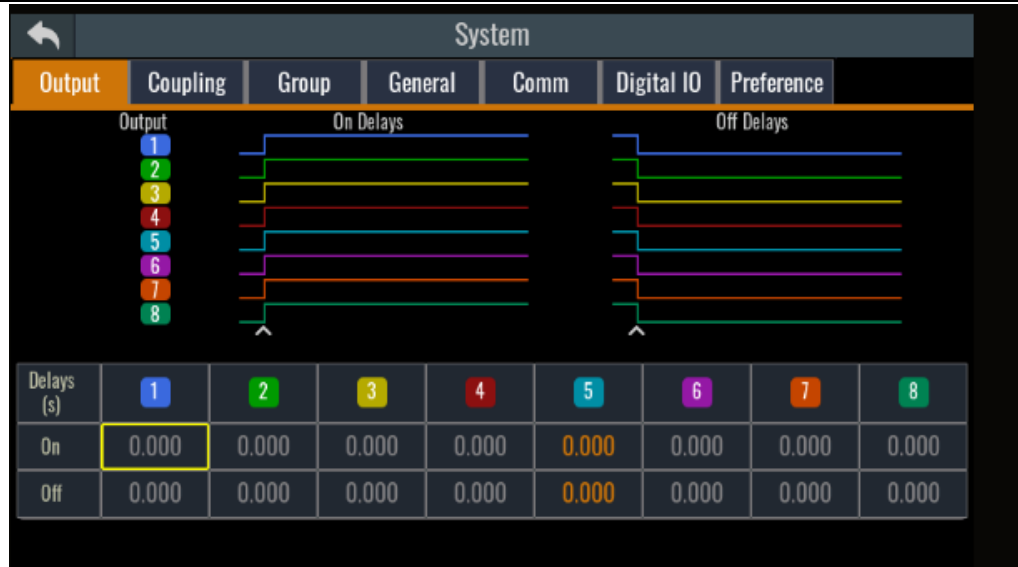 System
Output Coupling Group General Comm Digital IO Preference
Output On Delays Off Delays
1
2
3
4
5
6
7
8
Delays (s) 1 2 3 4 5 6 7 8
On 0.000 0.000 0.000 0.000 0.000 0.000 0.000 0.000
Off 0.000 0.000 0.000 0.000 0.000 0.000 0.000 0.000